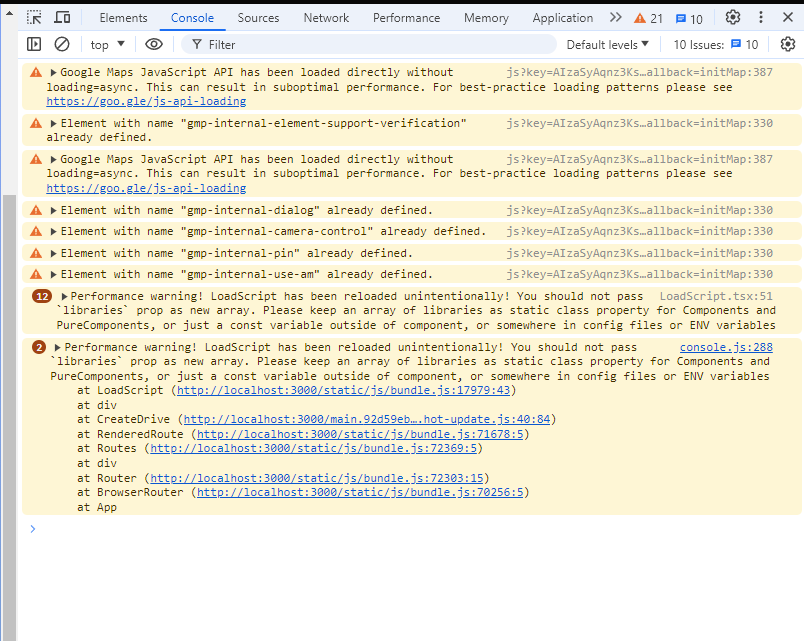 Elements Console Sources Network Performance Memory Application 21 10
top Filter Default levels 10 Issues: 10
Google Maps JavaScript API has been loaded directly without js?key=AIzaSyAqnz3Ks…allback=initMap:387
loading=async. This can result in suboptimal performance. For best-practice loading patterns please see
https://goo.gle/js-api-loading
Element with name "gmp-internal-element-support-verification" js?key=AIzaSyAqnz3Ks…allback=initMap:330
already defined.
Google Maps JavaScript API has been loaded directly without js?key=AIzaSyAqnz3Ks…allback=initMap:387
loading=async. This can result in suboptimal performance. For best-practice loading patterns please see
https://goo.gle/js-api-loading
Element with name "gmp-internal-dialog" already defined. js?key=AIzaSyAqnz3Ks…allback=initMap:330
Element with name "gmp-internal-camera-control" already defined. js?key=AIzaSyAqnz3Ks…allback=initMap:330
Element with name "gmp-internal-pin" already defined. js?key=AIzaSyAqnz3Ks…allback=initMap:330
Element with name "gmp-internal-use-am" already defined. js?key=AIzaSyAqnz3Ks…allback=initMap:330
12 Performance warning! LoadScript has been reloaded unintentionally! You should not pass LoadScript.tsx:51
`libraries` prop as new array. Please keep an array of libraries as static class property for Components and
PureComponents, or just a const variable outside of component, or somewhere in config files or ENV variables
2 Performance warning! LoadScript has been reloaded unintentionally! You should not pass console.js:288
`libraries` prop as new array. Please keep an array of libraries as static class property for Components and
PureComponents, or just a const variable outside of component, or somewhere in config files or ENV variables
at LoadScript (http://localhost:3000/static/js/bundle.js:17979:43)
at div
at CreateDrive (http://localhost:3000/main.92d59eb….hot-update.js:40:84)
at RenderedRoute (http://localhost:3000/static/js/bundle.js:71678:5)
at Routes (http://localhost:3000/static/js/bundle.js:72369:5)
at div
at Router (http://localhost:3000/static/js/bundle.js:72303:15)
at BrowserRouter (http://localhost:3000/static/js/bundle.js:70256:5)
at App